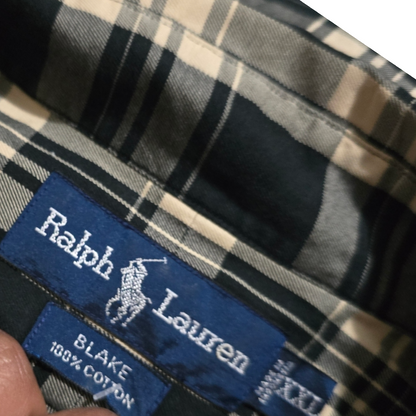 Ralph Lauren
XXL
BLAKE
100% COTTON